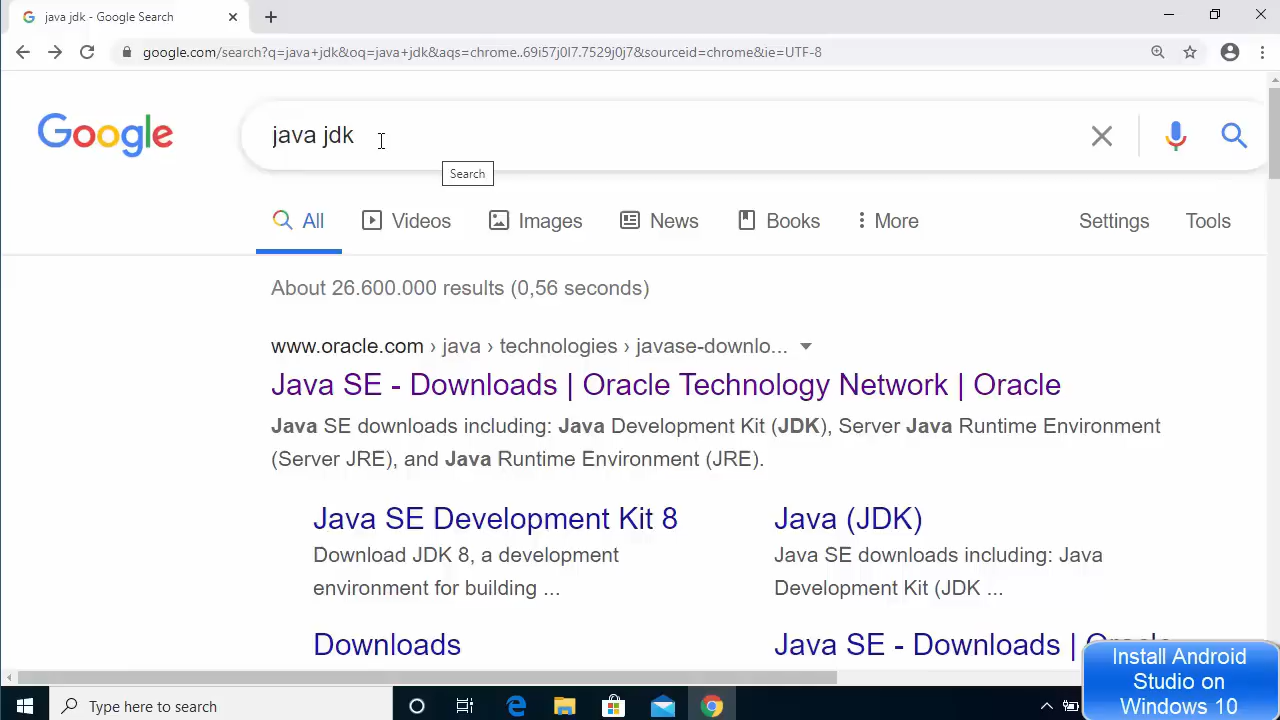 java jdk - Google Search
google.com/search?q=java+jdk&oq=java+jdk&aqs=chrome..69i57j0l7.7529j0j7&sourceid=chrome&ie=UTF-8
Google
java jdk
Search
All Videos Images News Books More Settings Tools
About 26.600.000 results (0,56 seconds)
www.oracle.com › java › technologies › javase-downlo...
Java SE - Downloads | Oracle Technology Network | Oracle
Java SE downloads including: Java Development Kit (JDK), Server Java Runtime Environment
(Server JRE), and Java Runtime Environment (JRE).
Java SE Development Kit 8
Download JDK 8, a development
environment for building ...
Java (JDK)
Java SE downloads including: Java
Development Kit (JDK ...
Downloads
Java SE - Downloads | Oracle
Install Android
Studio on
Windows 10
Type here to search